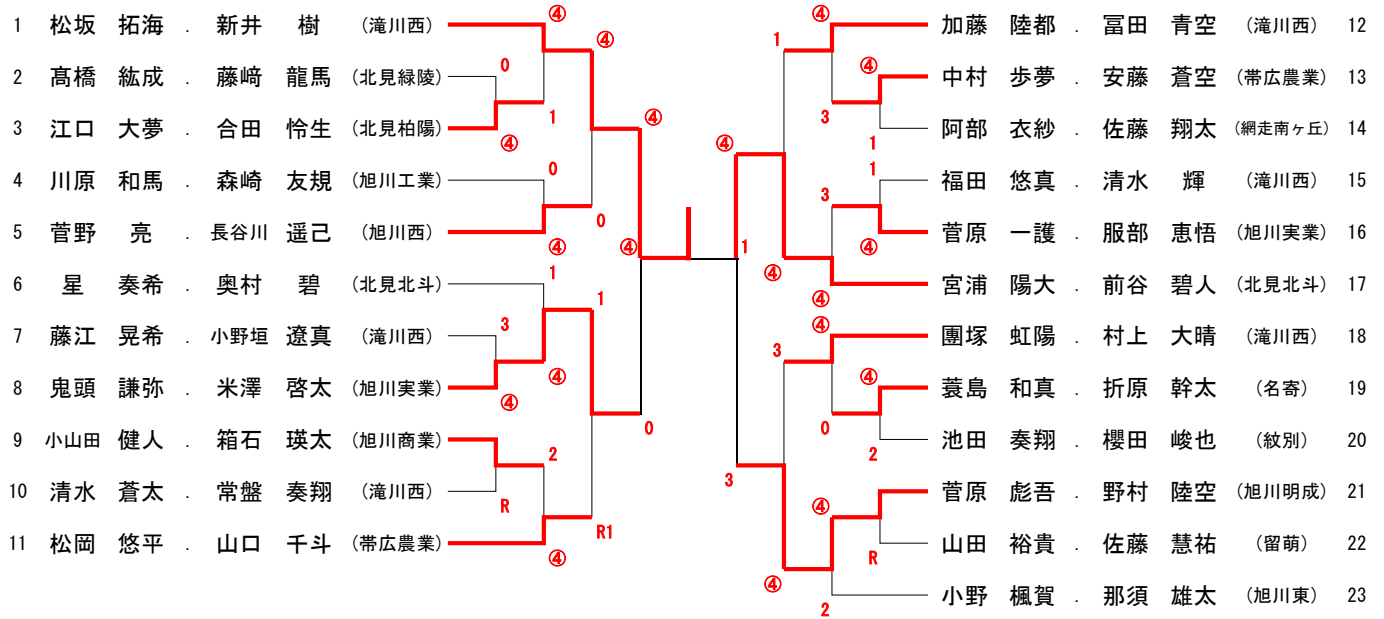 1 松坂 拓海 . 新井 樹 (滝川西)
2 髙橋 紘成 . 藤﨑 龍馬 (北見緑陵)
3 江口 大夢 . 合田 怜生 (北見柏陽)
4 川原 和馬 . 森崎 友規 (旭川工業)
5 菅野 亮 . 長谷川 遥己 (旭川西)
6 星 奏希 . 奥村 碧 (北見北斗)
7 藤江 晃希 . 小野垣 遼真 (滝川西)
8 鬼頭 謙弥 . 米澤 啓太 (旭川実業)
9 小山田 健人 . 箱石 瑛太 (旭川商業)
10 清水 蒼太 . 常盤 奏翔 (滝川西)
11 松岡 悠平 . 山口 千斗 (帯広農業)
④
④
0
④
1
④
0
0
④
④
1
1
3
④
④
0
2
R
R1
④
1
④
④
3
1
④
1
3
④
1
④
④
④
3
④
0
2
3
④
R
④
2
加藤 陸都 . 冨田 青空 (滝川西) 12
中村 歩夢 . 安藤 蒼空 (帯広農業) 13
阿部 衣紗 . 佐藤 翔太 (網走南ヶ丘) 14
福田 悠真 . 清水 輝 (滝川西) 15
菅原 一護 . 服部 恵悟 (旭川実業) 16
宮浦 陽大 . 前谷 碧人 (北見北斗) 17
團塚 虹陽 . 村上 大晴 (滝川西) 18
蓑島 和真 . 折原 幹太 (名寄) 19
池田 奏翔 . 櫻田 峻也 (紋別) 20
菅原 彪吾 . 野村 陸空 (旭川明成) 21
山田 裕貴 . 佐藤 慧祐 (留萌) 22
小野 楓賀 . 那須 雄太 (旭川東) 23